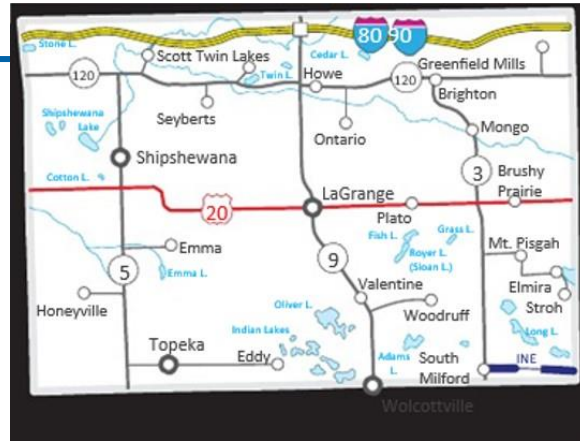 80 90
Stone L.
Cedar L.
Scott Twin Lakes
Greenfield Mills
120
Twin L.
Howe
120
Brighton
Seyberts
Shipshewana
Lake
Ontario
Mongo
Shipshewana
3
Brushy
Prairie
Cotton L.
LaGrange
20
Plato
Fish L.
Grass L.
Emma
Royer L.
(Sloan L.)
Mt. Pisgah
9
5
Emma L.
Valentine
Elmira
Honeyville
Stroh
Oliver L.
Woodruff
Indian Lakes
Long L.
Topeka
Eddy
Adams
L.
South
Milford
INE
Wolcottville